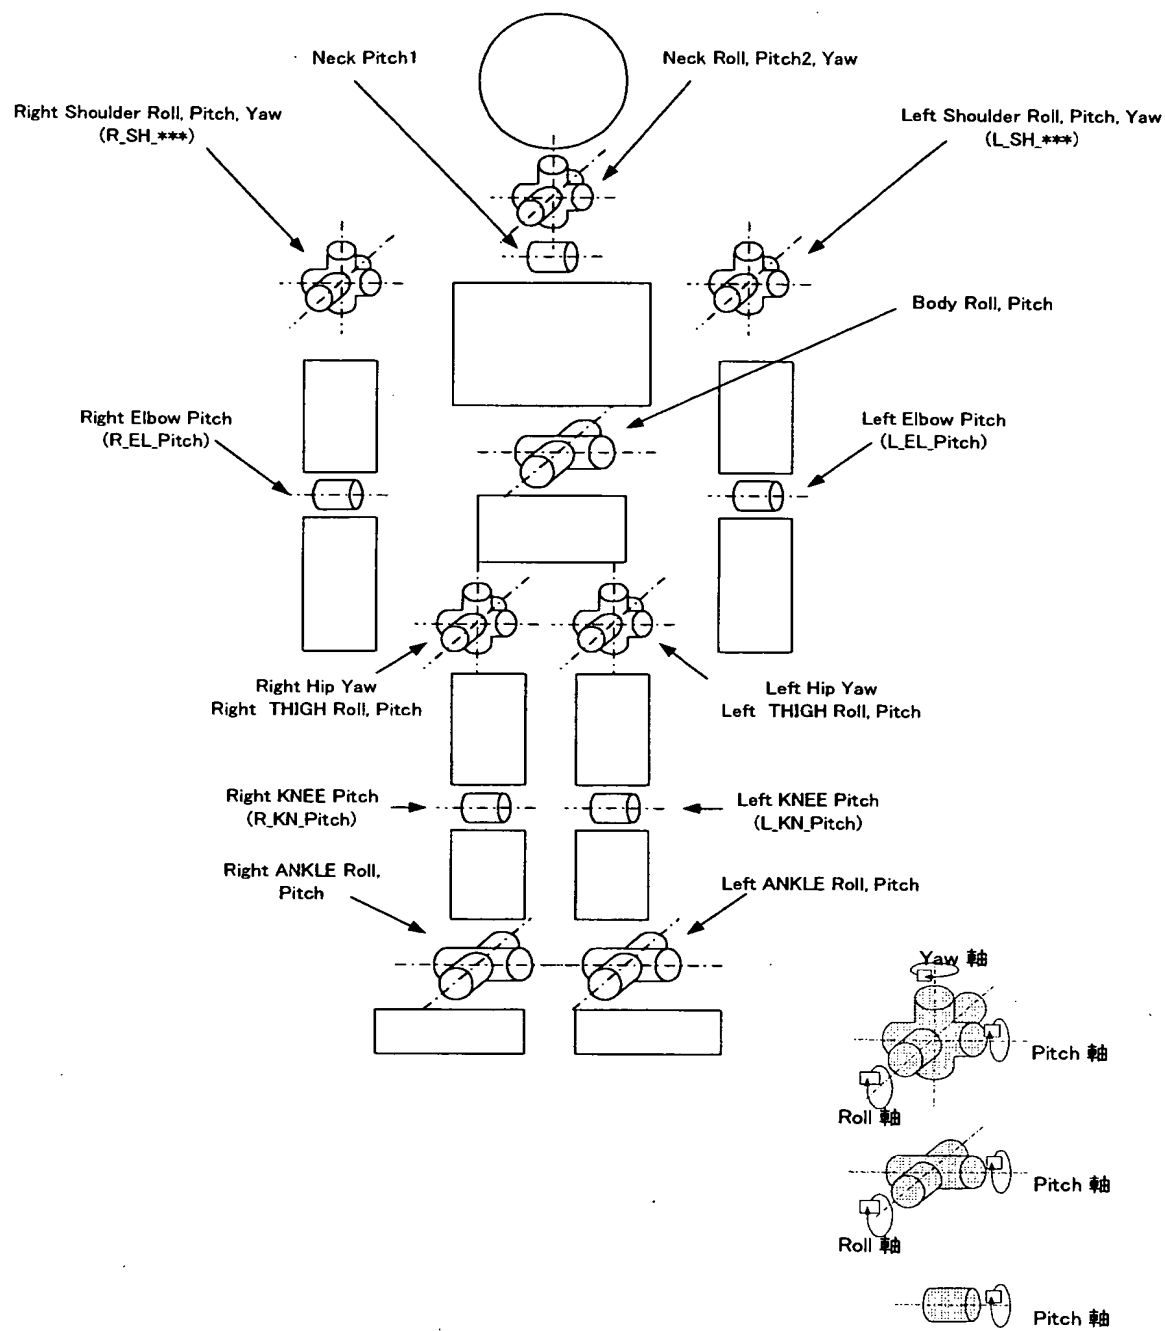 Neck Pitch1
Neck Roll, Pitch2, Yaw
Right Shoulder Roll, Pitch, Yaw
(R_SH_***)
Left Shoulder Roll, Pitch, Yaw
(L_SH_***)
Body Roll, Pitch
Right Elbow Pitch
(R_EL_Pitch)
Left Elbow Pitch
(L_EL_Pitch)
Right Hip Yaw
Right THIGH Roll, Pitch
Left Hip Yaw
Left THIGH Roll, Pitch
Right KNEE Pitch
(R_KN_Pitch)
Left KNEE Pitch
(L_KN_Pitch)
Right ANKLE Roll,
Pitch
Left ANKLE Roll, Pitch
Yaw 軸
Pitch 軸
Roll 軸
Pitch 軸
Roll 軸
Pitch 軸